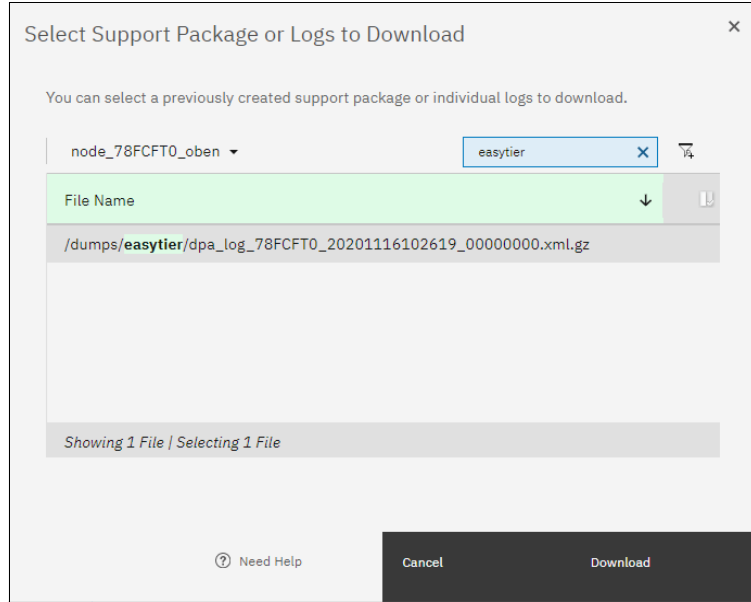 Select Support Package or Logs to Download
You can select a previously created support package or individual logs to download.
node_78FCFT0_oben
easytier
File Name
/dumps/easytier/dpa_log_78FCFT0_20201116102619_00000000.xml.gz
Showing 1 File | Selecting 1 File
Need Help
Cancel
Download